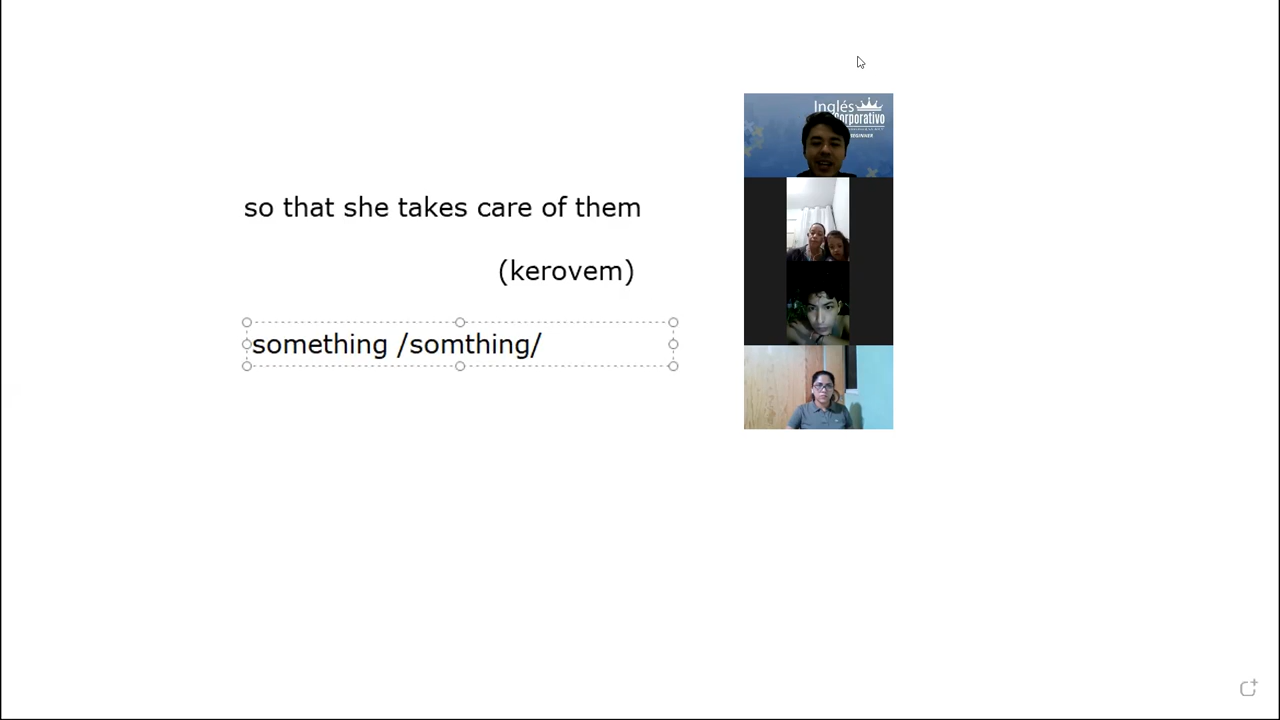 Inglés
Corporativo
so that she takes care of them
(kerovem)
something /somthing/